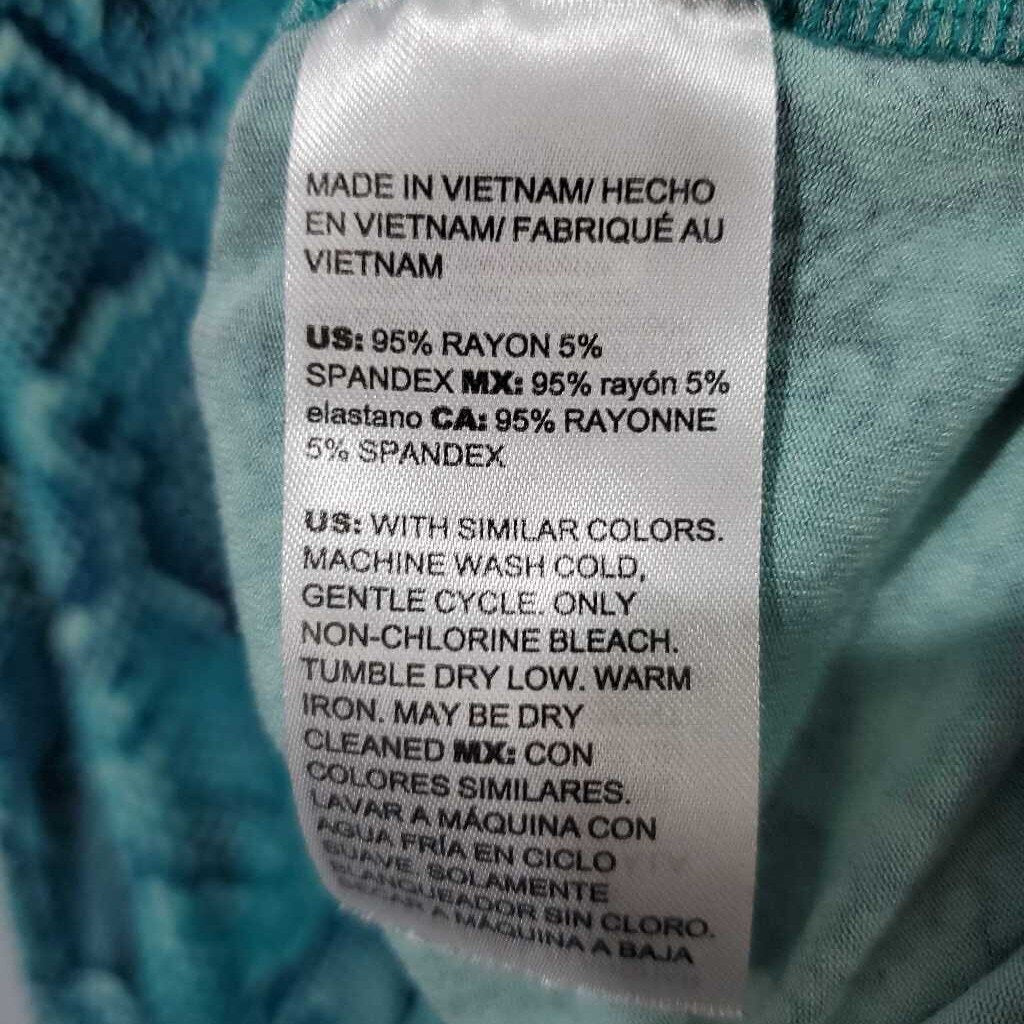 MADE IN VIETNAM/ HECHO
EN VIETNAM/ FABRIQUÉ AU
VIETNAM
US: 95% RAYON 5%
SPANDEX MX: 95% rayón 5%
elastano CA: 95% RAYONNE
5% SPANDEX
US: WITH SIMILAR COLORS.
MACHINE WASH COLD,
GENTLE CYCLE. ONLY
NON-CHLORINE BLEACH.
TUMBLE DRY LOW. WARM
IRON. MAY BE DRY
CLEANED MX: CON
COLORES SIMILARES.
LAVAR A MÁQUINA CON
AGUA FRÍA EN CICLO
SUAVE. SOLAMENTE
BLANQUEADOR SIN CLORO.
A MÁQUINA A BAJA